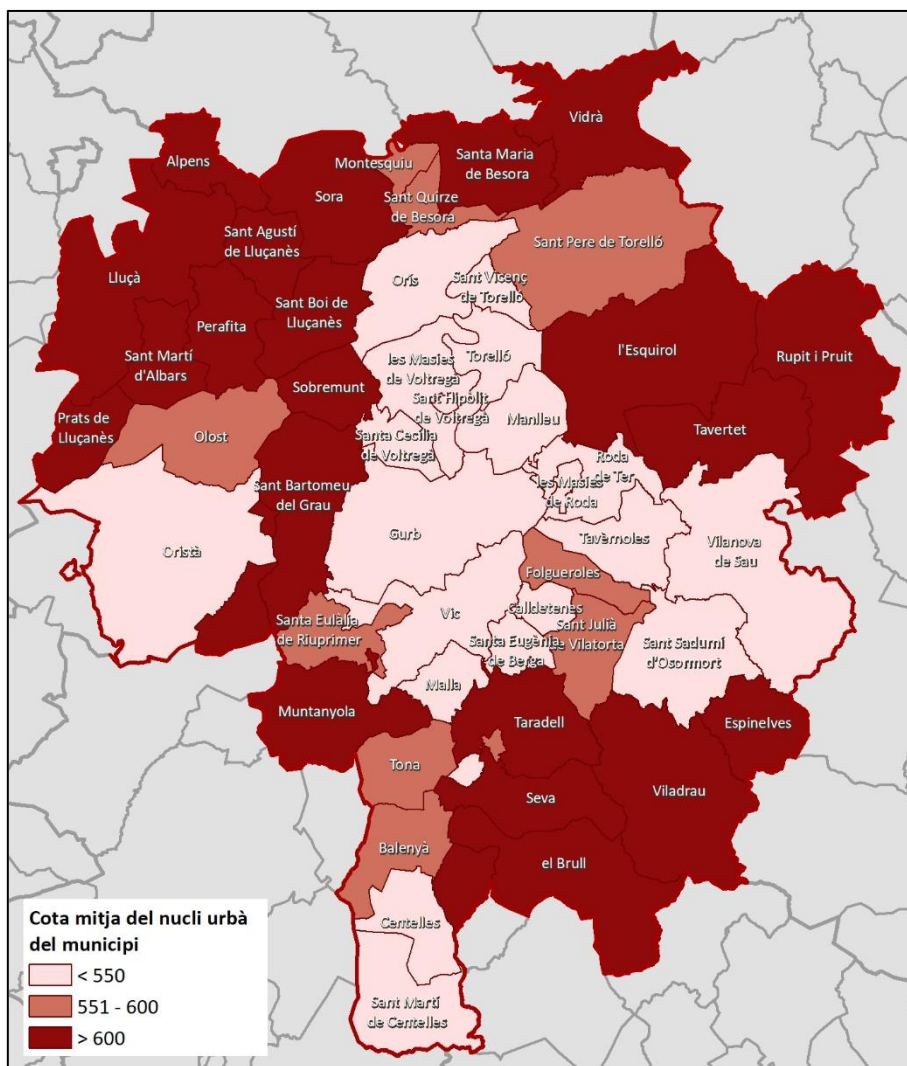 Vidrà
Alpens
Montesquiu
Santa Maria
de Besora
Sora
Sant Quirze
de Besora
Sant Agustí
de Lluçanès
Sant Pere de Torelló
Lluçà
Orís
Sant Vicenç
de Torelló
Sant Boi de
Lluçanès
Perafita
l'Esquirol
Rupit i Pruit
Sant Martí
d'Albars
les Masies
de Voltregà
Torelló
Sobremunt
Sant Hipòlit
de Voltregà
Manlleu
Prats de
Lluçanès
Olost
Santa Cecília
de Voltregà
Tavertet
Roda
de Ter
Sant Bartomeu
del Grau
les Masies
de Roda
Gurb
Tavèrnoles
Vilanova
de Sau
Oristà
Folgueroles
Vic
Calldetenes
Santa Eulàlia
de Riuprimer
Sant Julià
de Vilatorta
Santa Eugènia
de Berga
Sant Sadurní
d'Osormort
Malla
Muntanyola
Taradell
Espinelves
Tona
Seva
Viladrau
Balenyà
el Brull
Centelles
Sant Martí
de Centelles
Cota mitja del nucli urbà
del municipi
< 550
551 - 600
> 600